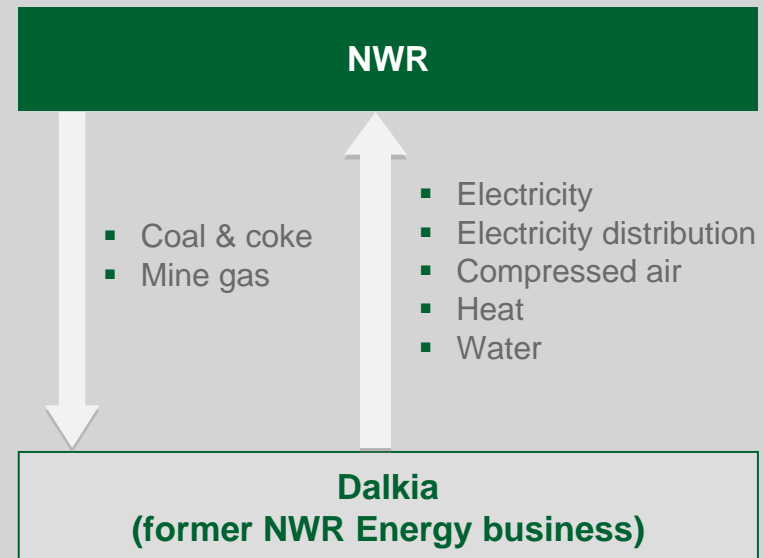 NWR
▪ Coal & coke
▪ Mine gas
▪ Electricity
▪ Electricity distribution
▪ Compressed air
▪ Heat
▪ Water
Dalkia
(former NWR Energy business)